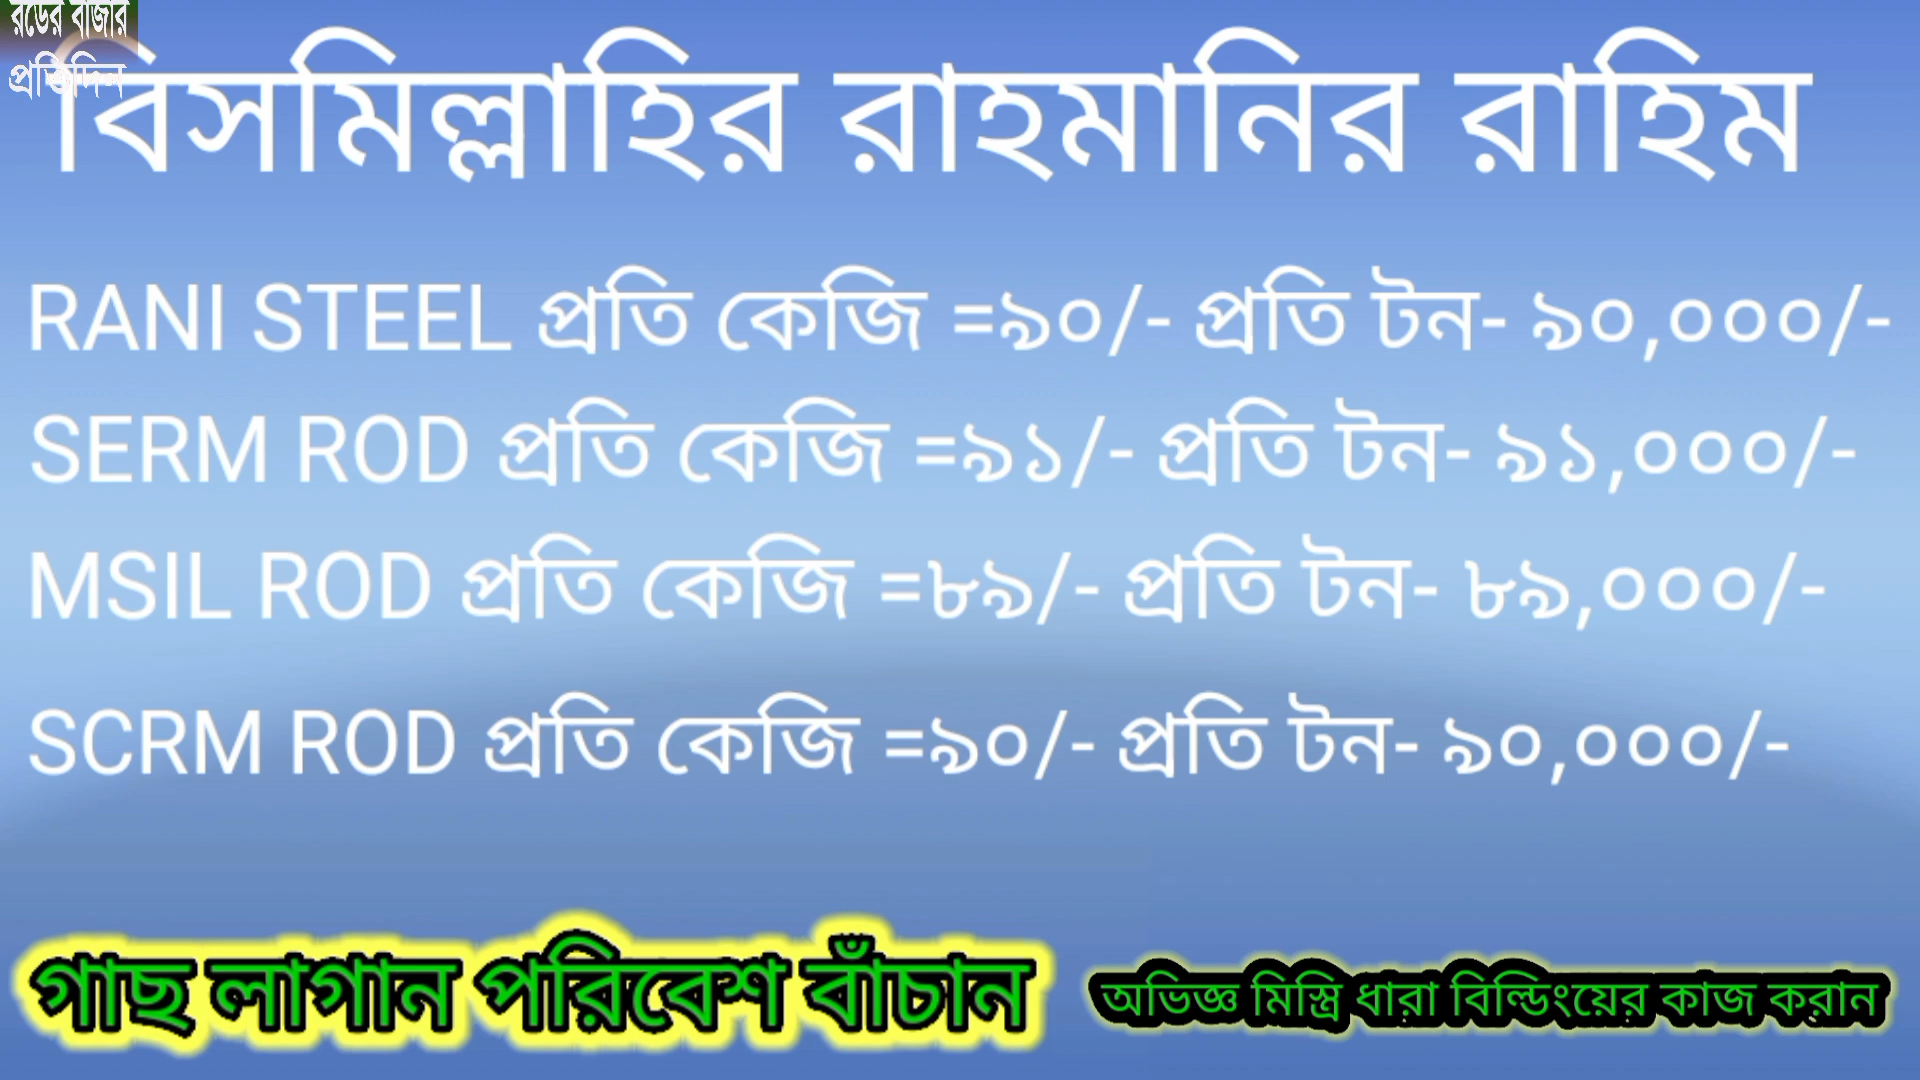 রডের বাজার
প্রতিদিন
বিসমিল্লাহির রাহমানির রাহিম
RANI STEEL প্রতি কেজি =৯০/- প্রতি টন- ৯০,০০০/-
SERM ROD প্রতি কেজি =৯১/- প্রতি টন- ৯১,০০০/-
MSIL ROD প্রতি কেজি =৮৯/- প্রতি টন- ৮৯,০০০/-
SCRM ROD প্রতি কেজি =৯০/- প্রতি টন- ৯০,০০০/-
গাছ লাগান পরিবেশ বাঁচান
অভিজ্ঞ মিস্ত্রি ধারা বিল্ডিংয়ের কাজ করান